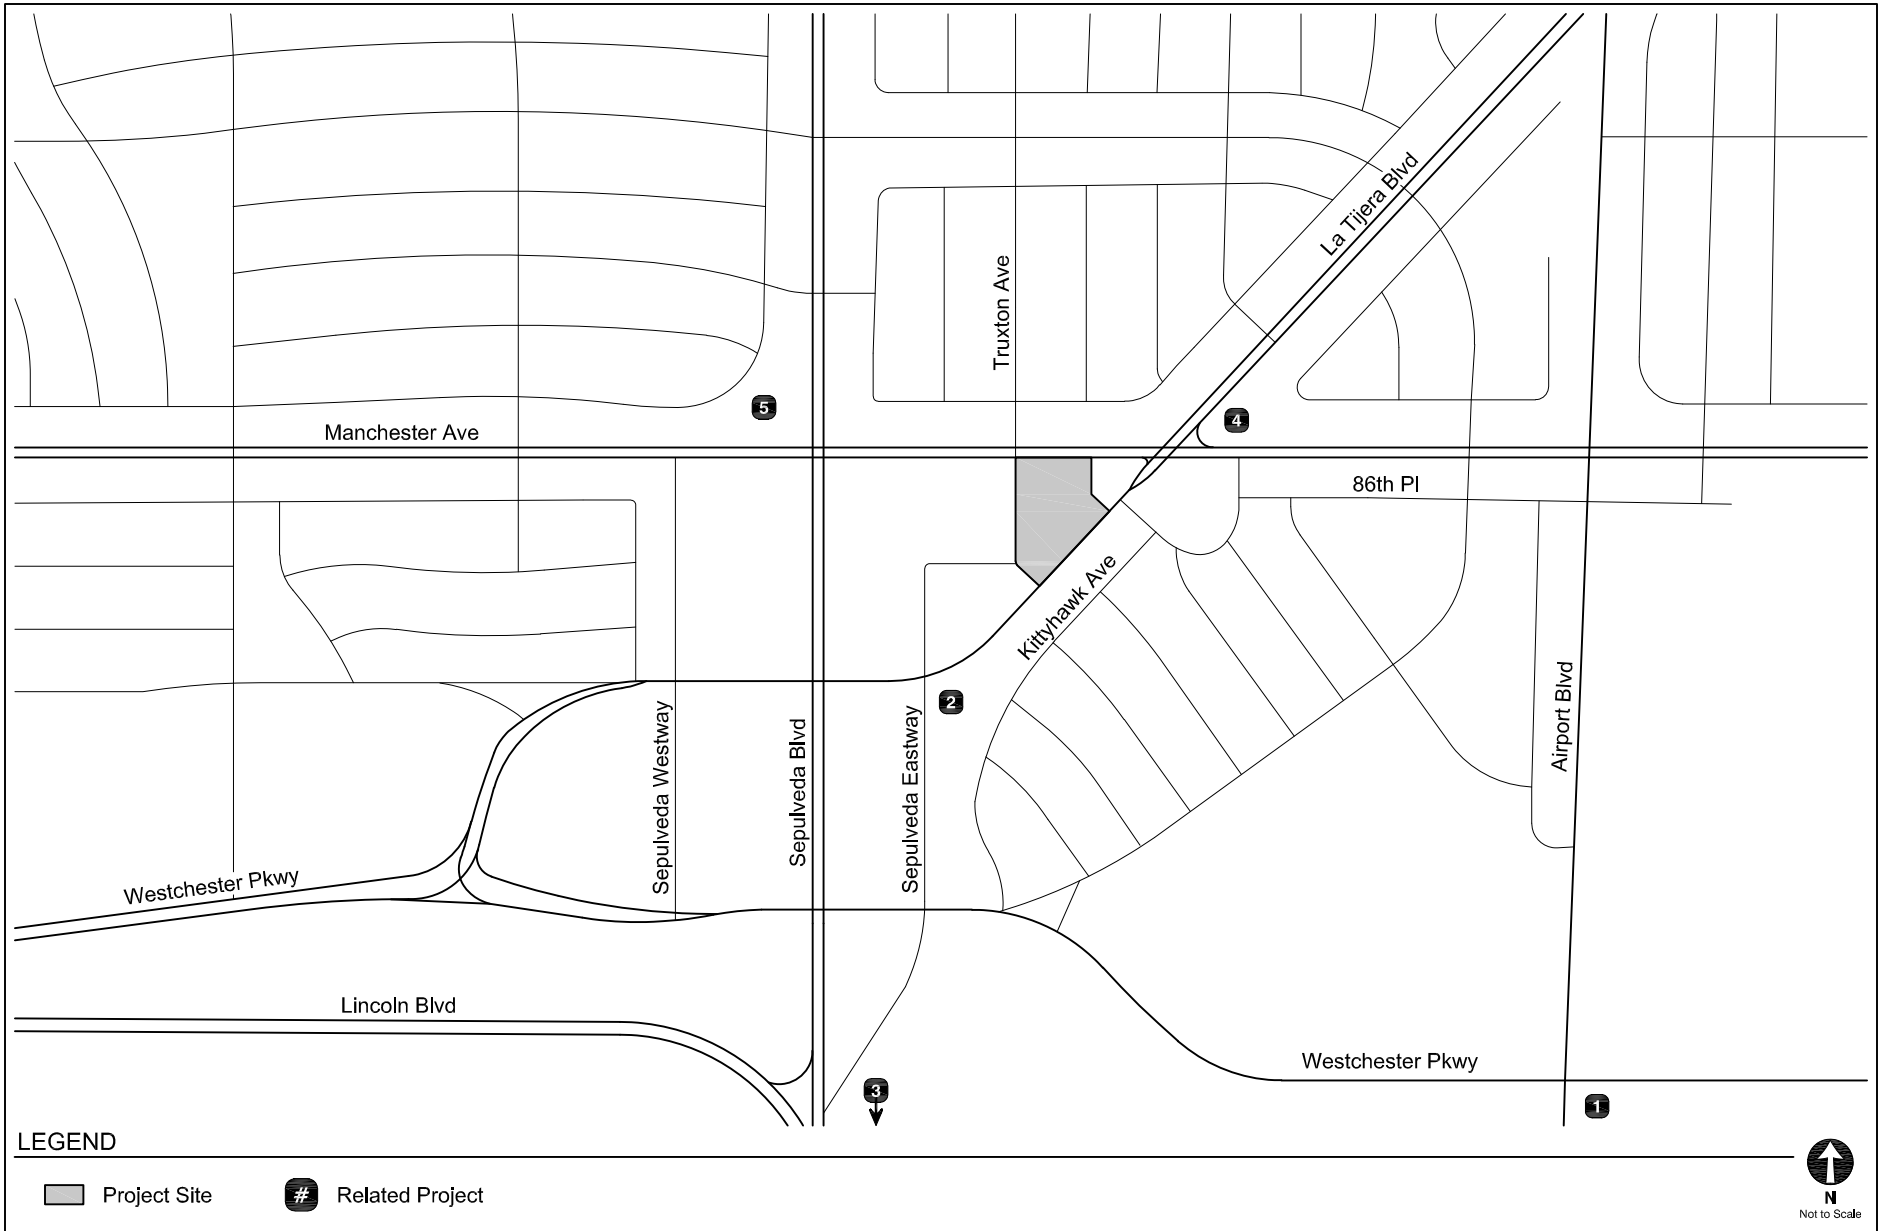 La Tijera Blvd
Truxton Ave
5
4
Manchester Ave
86th Pl
Kittyhawk Ave
2
Sepulveda Westway
Sepulveda Blvd
Sepulveda Eastway
Airport Blvd
Westchester Pkwy
Lincoln Blvd
Westchester Pkwy
3
1
LEGEND
Project Site
# Related Project
N
Not to Scale